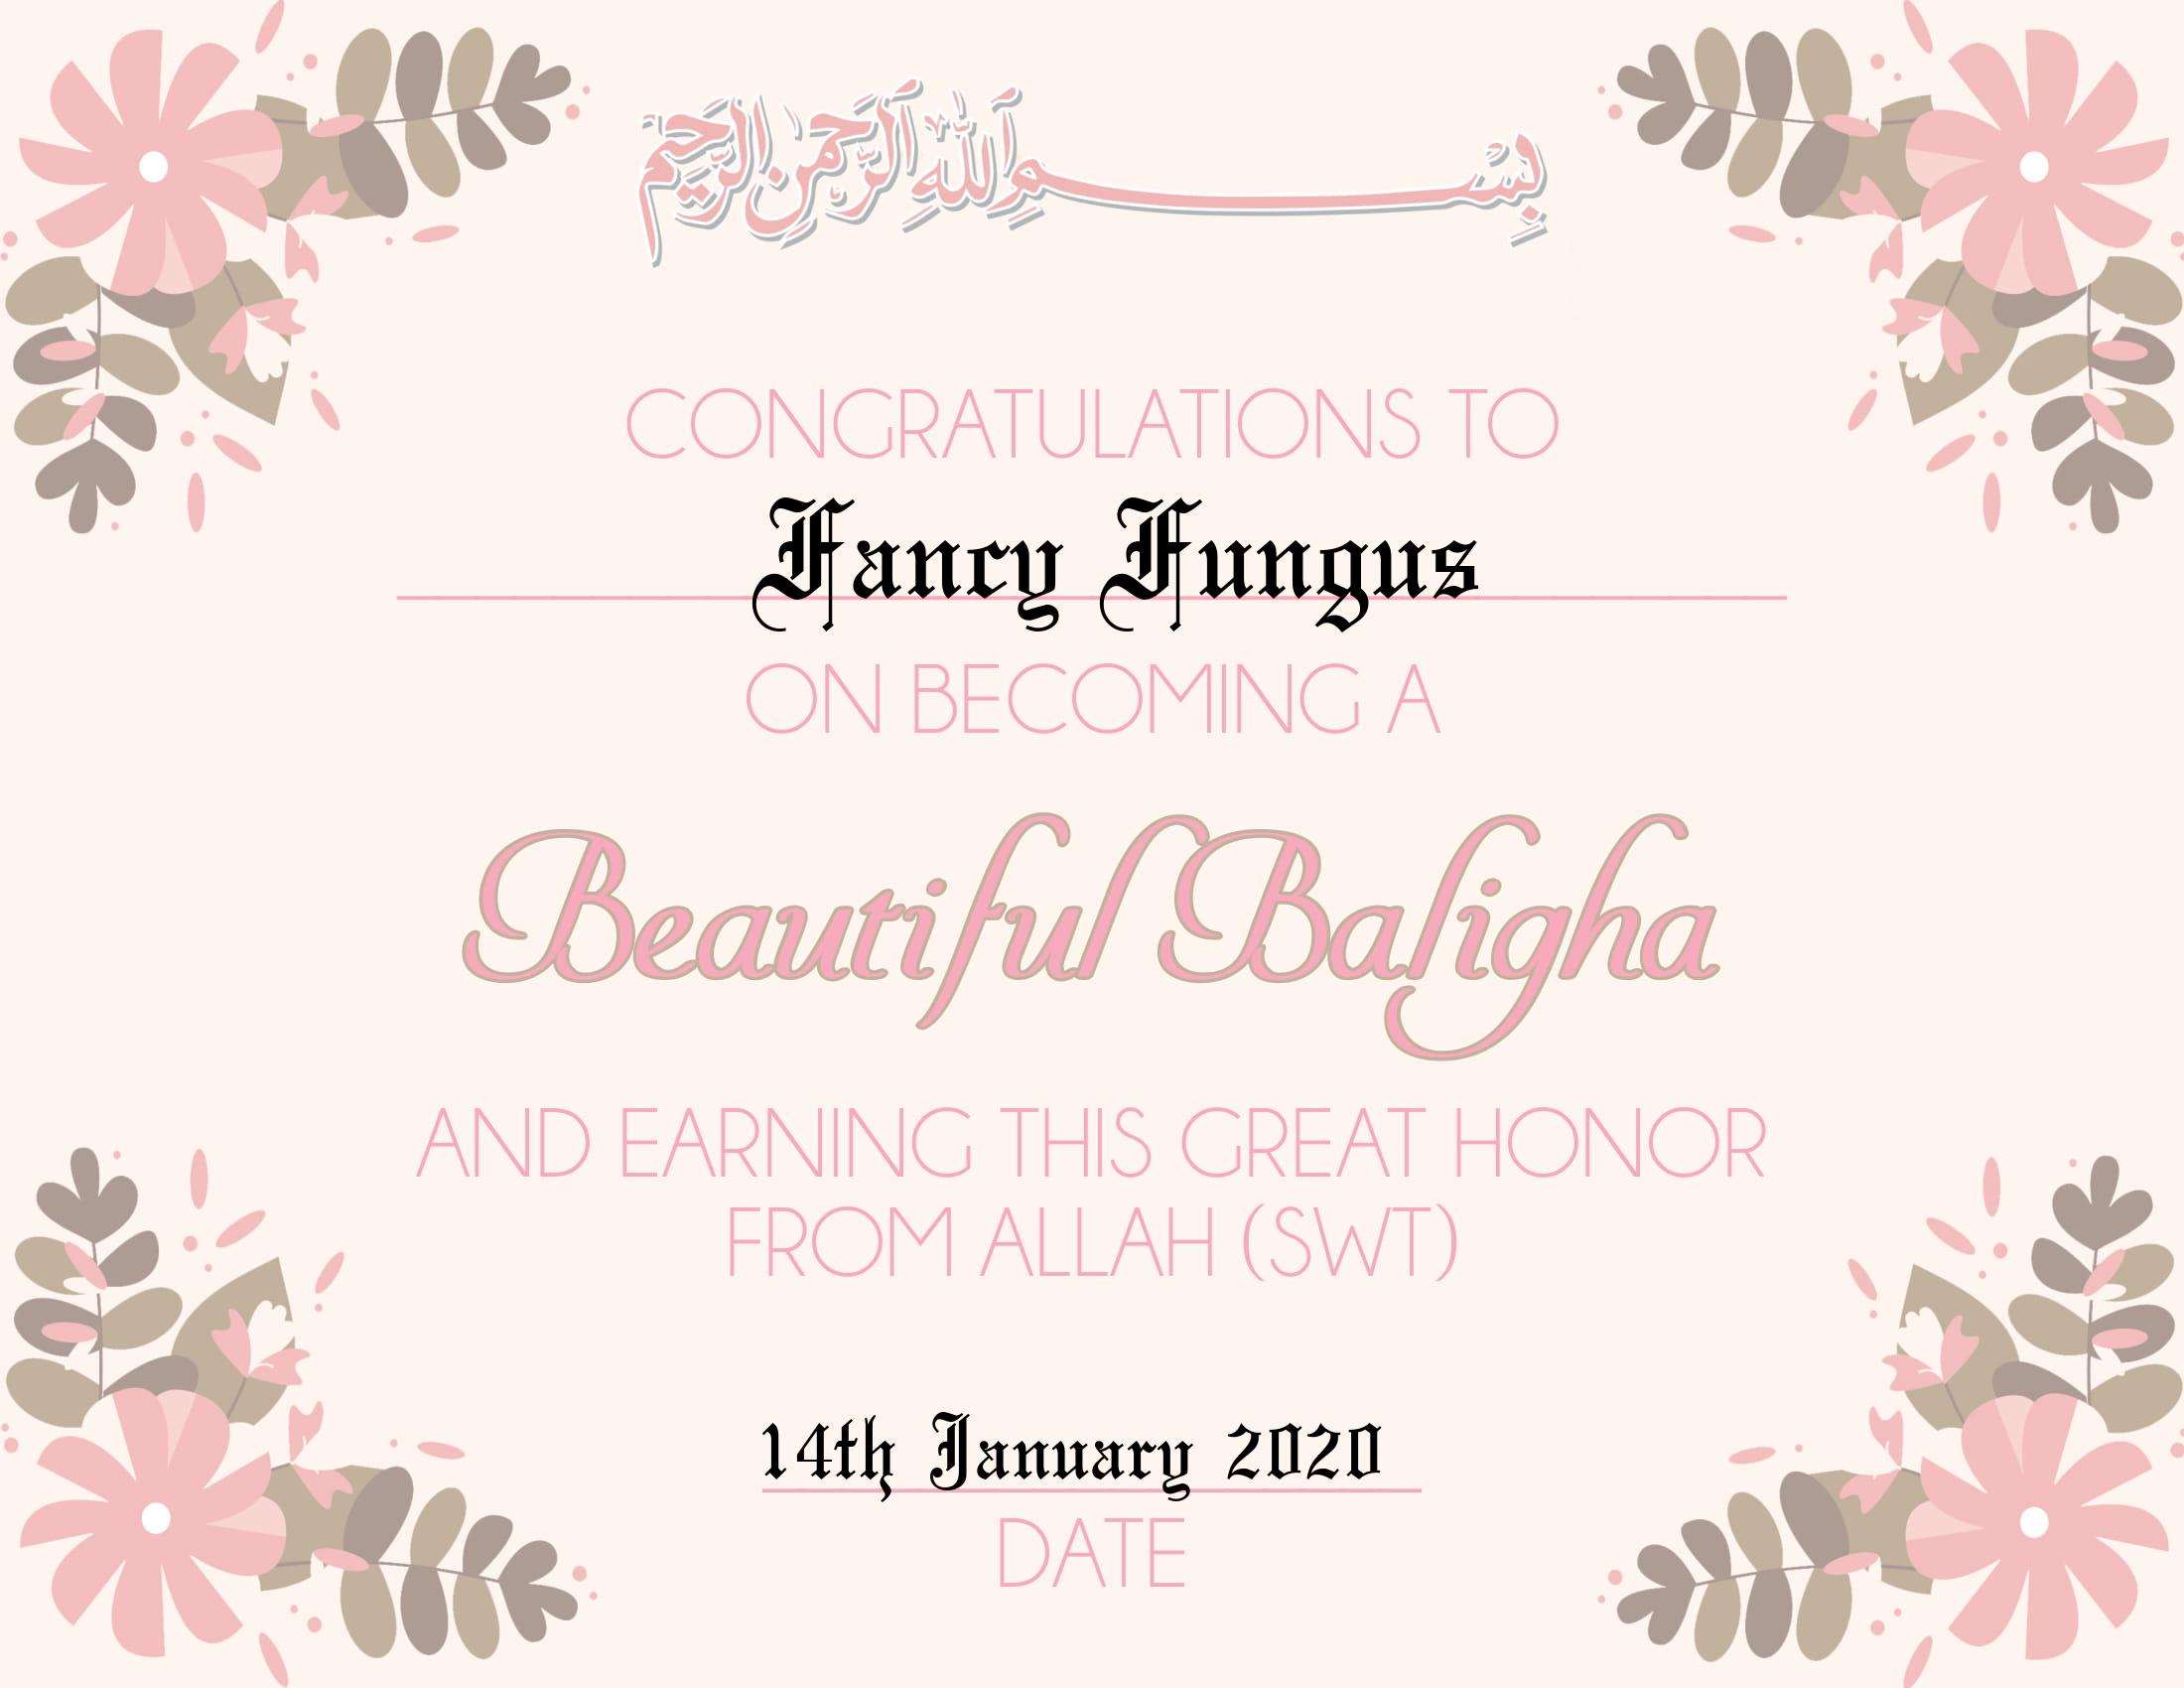 بِسْمِ اللهِ الرَّحْمٰنِ الرَّحِيْمِ
CONGRATULATIONS TO
Fancy Fungus
ON BECOMING A
Beautiful Baligha
AND EARNING THIS GREAT HONOR
FROM ALLAH (SWT)
14th January 2020
DATE